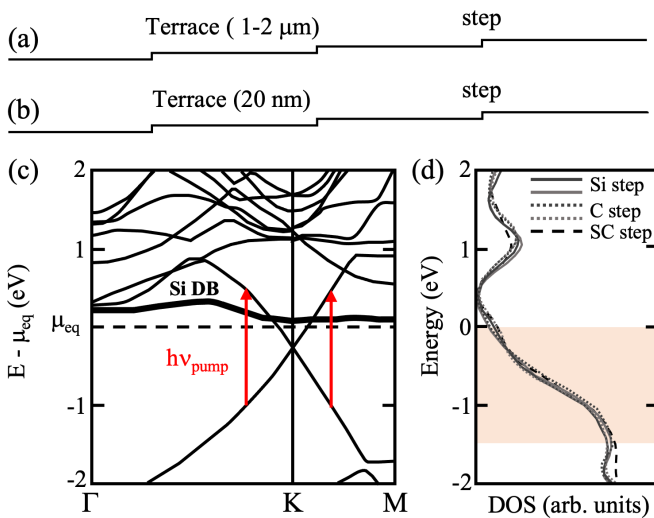 (a)
Terrace ( 1-2 μm)
step
(b)
Terrace (20 nm)
step
(c)
E - μeq (eV)
2
1
μeq
-1
-2
Si DB
hνpump
Γ
K
M
(d)
Energy (eV)
2
1
0
-1
-2
Si step
C step
SC step
DOS (arb. units)